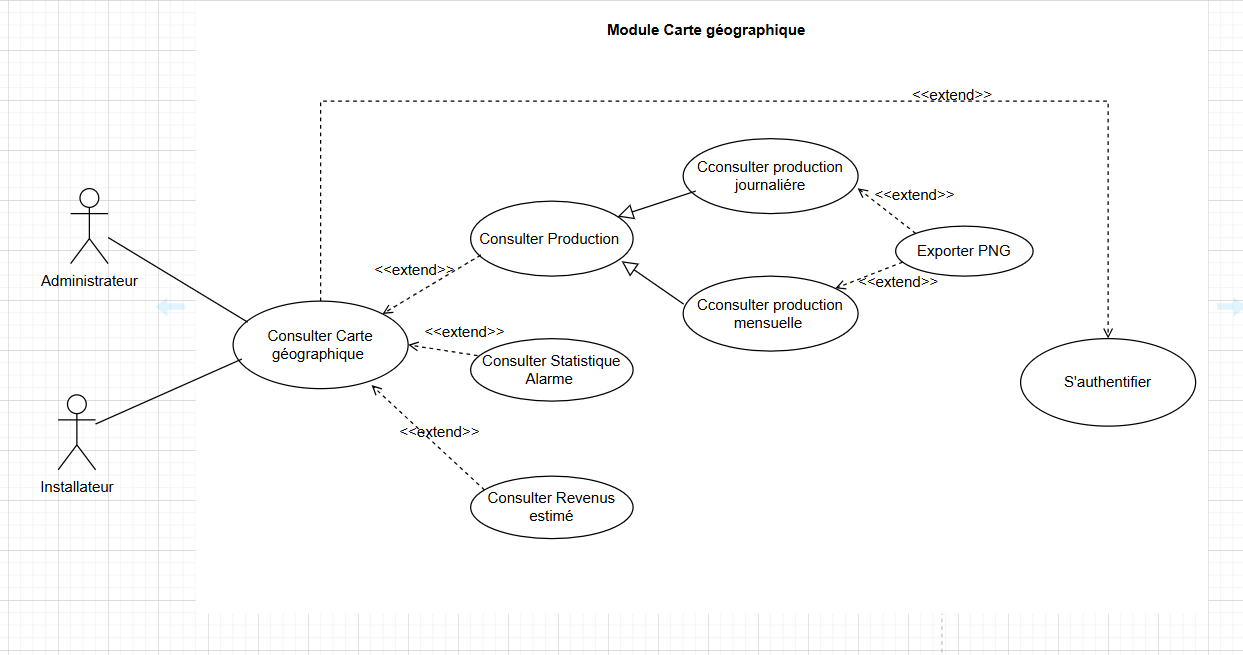 Module Carte géographique
<<extend>>
Cconsulter production
journaliére
<<extend>>
Consulter Production
Exporter PNG
<<extend>>
Administrateur
<<extend>>
Cconsulter production
mensuelle
<<extend>>
Consulter Carte
géographique
Consulter Statistique
Alarme
S'authentifier
<<extend>>
Installateur
Consulter Revenus
estimé